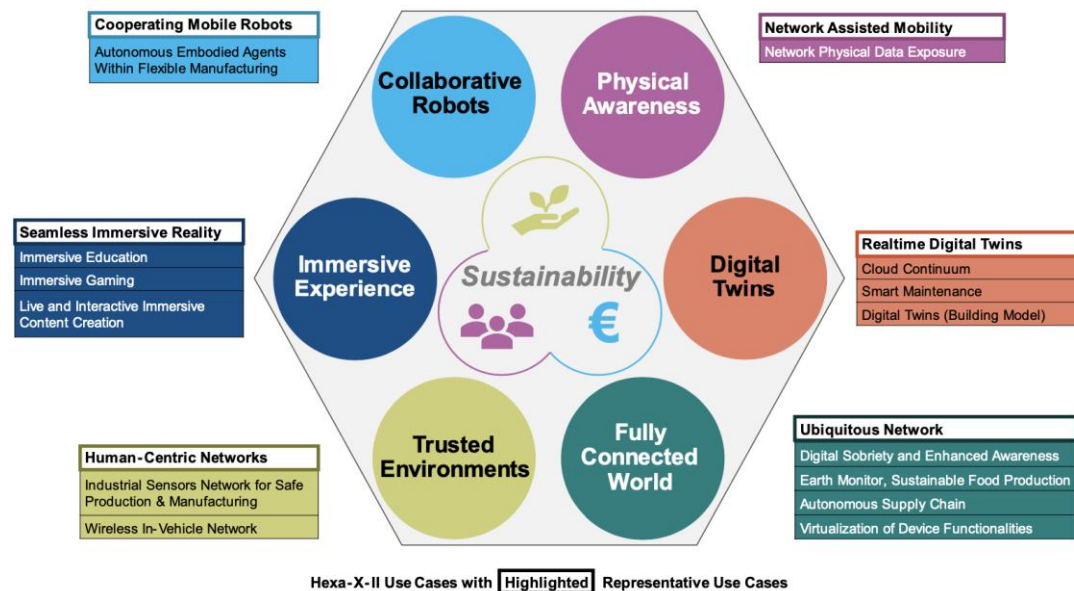 Cooperating Mobile Robots
Autonomous Embodied Agents
Within Flexible Manufacturing
Network Assisted Mobility
Network Physical Data Exposure
Collaborative
Robots
Physical
Awareness
Seamless Immersive Reality
Immersive Education
Immersive Gaming
Live and Interactive Immersive
Content Creation
Immersive
Experience
Sustainability
€
Digital
Twins
Realtime Digital Twins
Cloud Continuum
Smart Maintenance
Digital Twins (Building Model)
Human-Centric Networks
Industrial Sensors Network for Safe
Production & Manufacturing
Wireless In-Vehicle Network
Trusted
Environments
Fully
Connected
World
Ubiquitous Network
Digital Sobriety and Enhanced Awareness
Earth Monitor, Sustainable Food Production
Autonomous Supply Chain
Virtualization of Device Functionalities
Hexa-X-II Use Cases with Highlighted Representative Use Cases